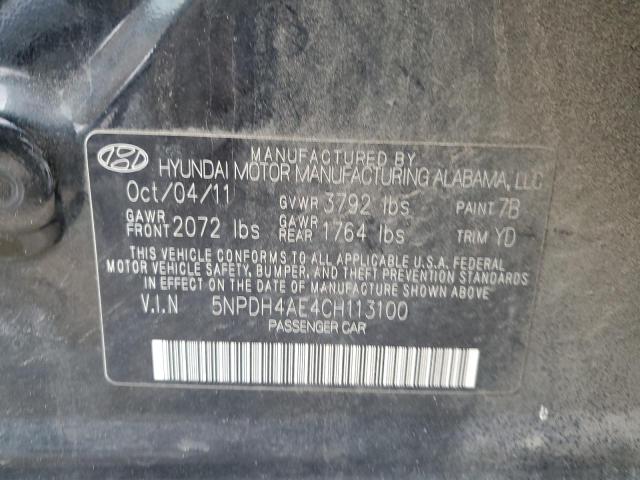 MANUFACTURED BY
HYUNDAI MOTOR MANUFACTURING ALABAMA, LLC
Oct/04/11 GVWR 3792 lbs PAINT 7B
GAWR FRONT 2072 lbs GAWR REAR 1764 lbs TRIM YD
THIS VEHICLE CONFORMS TO ALL APPLICABLE U.S.A. FEDERAL
MOTOR VEHICLE SAFETY, BUMPER, AND THEFT PREVENTION STANDARDS
IN EFFECT ON THE DATE OF MANUFACTURE SHOWN ABOVE.
V.I.N 5NPDH4AE4CH113100
PASSENGER CAR